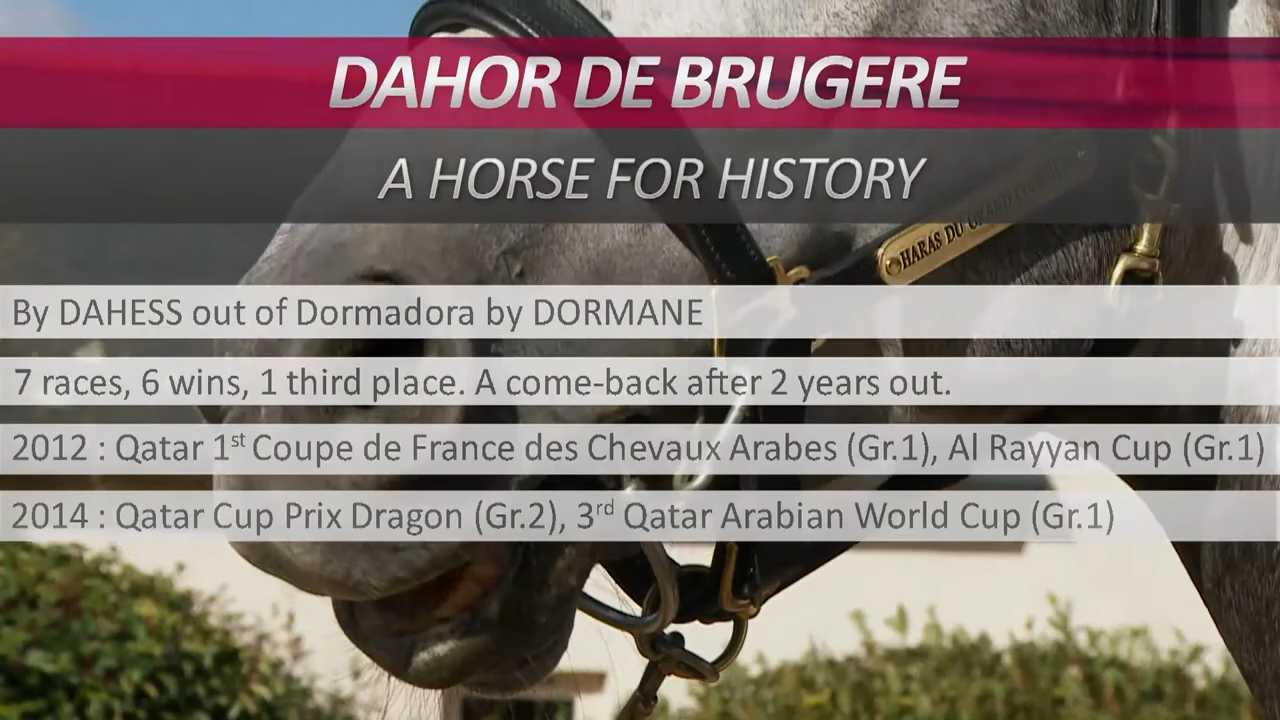 DAHOR DE BRUGERE
A HORSE FOR HISTORY
HARAS DU GRAND
By DAHESS out of Dormadora by DORMANE
7 races, 6 wins, 1 third place. A come-back after 2 years out.
2012 : Qatar 1st Coupe de France des Chevaux Arabes (Gr.1), Al Rayyan Cup (Gr.1)
2014 : Qatar Cup Prix Dragon (Gr.2), 3rd Qatar Arabian World Cup (Gr.1)